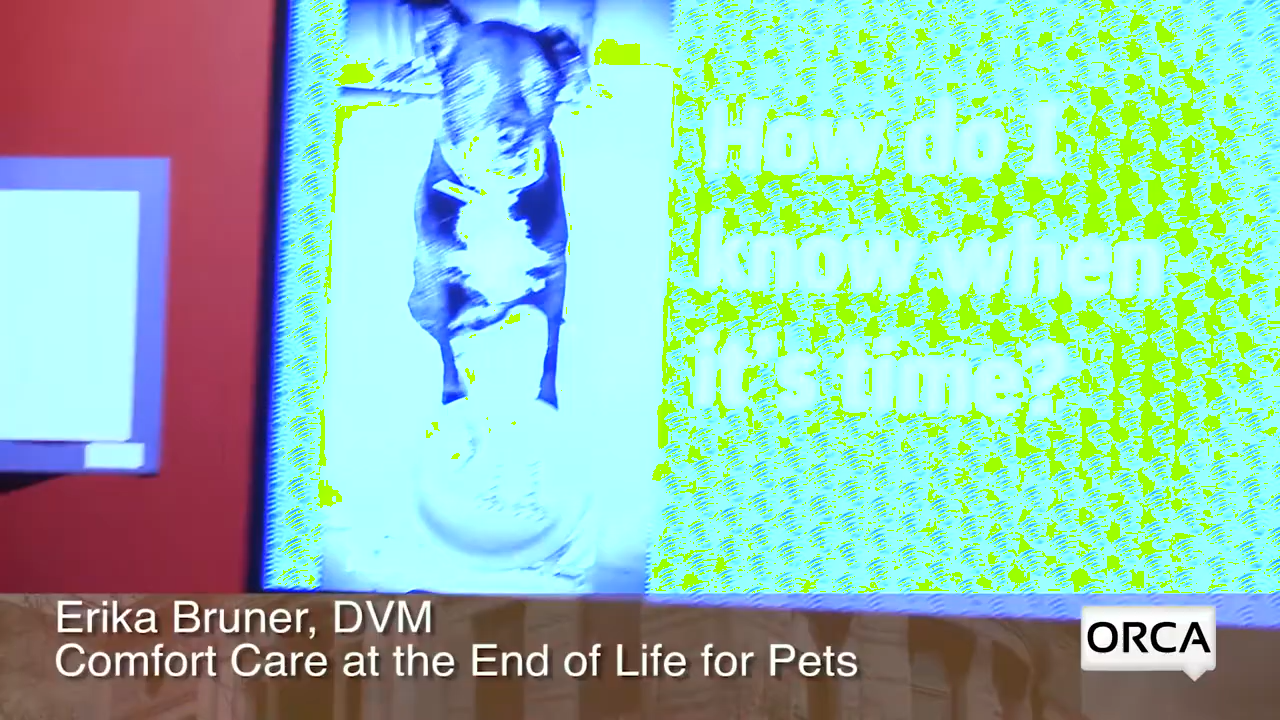 How do I
know when
it's time?
Erika Bruner, DVM
Comfort Care at the End of Life for Pets
ORCA